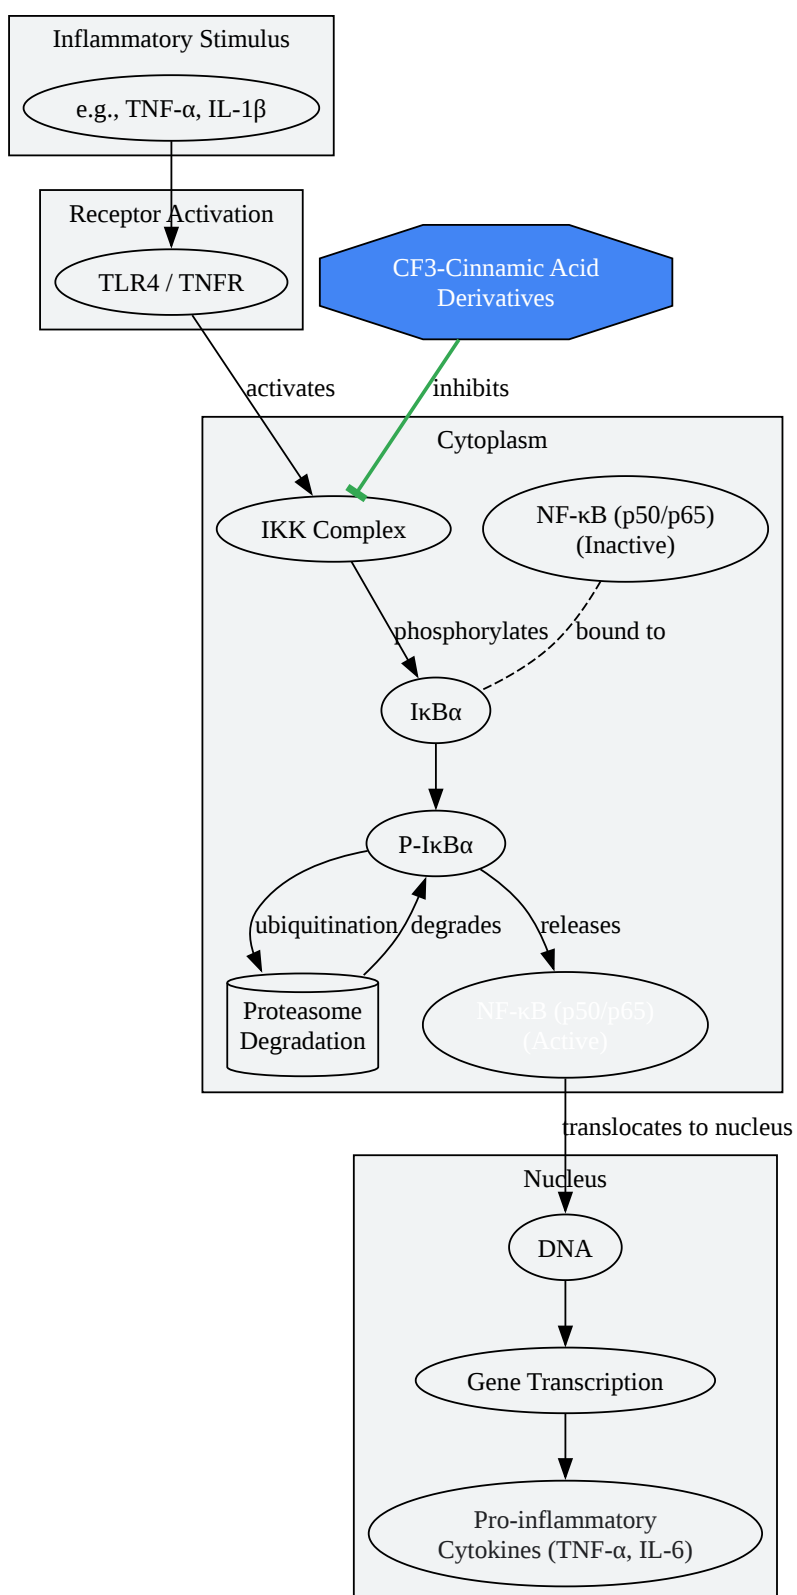 Inflammatory Stimulus
e.g., TNF-α, IL-1β
Receptor Activation
TLR4 / TNFR
CF3-Cinnamic Acid
Derivatives
activates
inhibits
Cytoplasm
IKK Complex
NF-κB (p50/p65)
(Inactive)
phosphorylates
bound to
IκBα
P-IκBα
ubiquitination
degrades
releases
Proteasome
Degradation
NF-κB (p50/p65)
(Active)
translocates to nucleus
Nucleus
DNA
Gene Transcription
Pro-inflammatory
Cytokines (TNF-α, IL-6)